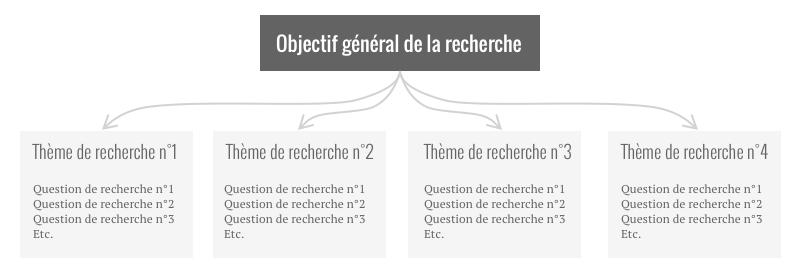 Objectif général de la recherche
Thème de recherche n°1
Question de recherche n°1
Question de recherche n°2
Question de recherche n°3
Etc.
Thème de recherche n°2
Question de recherche n°1
Question de recherche n°2
Question de recherche n°3
Etc.
Thème de recherche n°3
Question de recherche n°1
Question de recherche n°2
Question de recherche n°3
Etc.
Thème de recherche n°4
Question de recherche n°1
Question de recherche n°2
Question de recherche n°3
Etc.